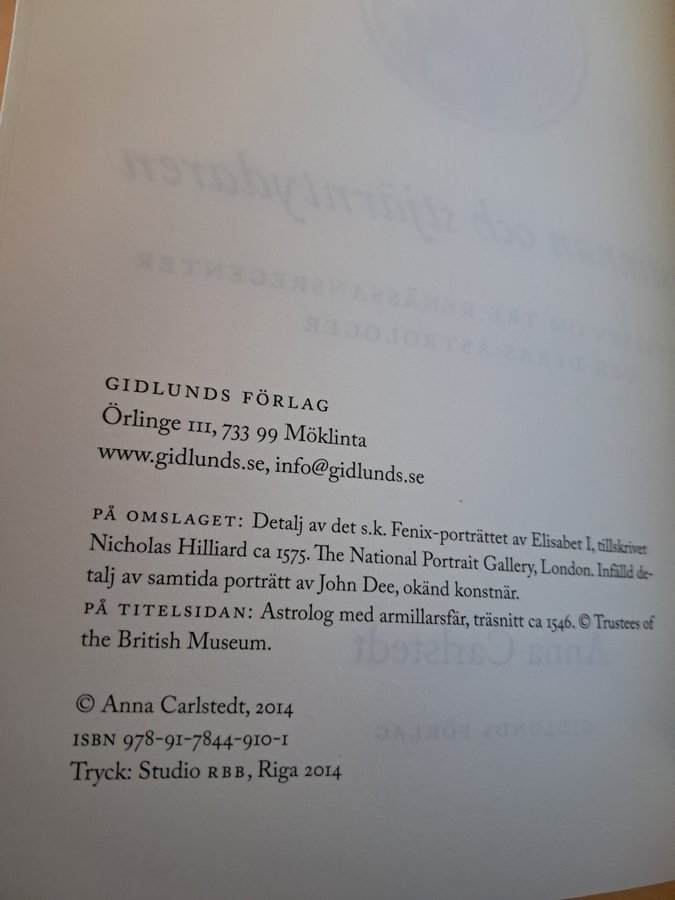 GIDLUNDS FÖRLAG
Örlinge 111, 733 99 Möklinta
www.gidlunds.se, info@gidlunds.se
PÅ OMSLAGET: Detalj av det s.k. Fenix-porträttet av Elisabet I, tillskrivet
Nicholas Hilliard ca 1575. The National Portrait Gallery, London. Infälld de-
talj av samtida porträtt av John Dee, okänd konstnär.
PÅ TITELSIDAN: Astrolog med armillarsfär, träsnitt ca 1546. © Trustees of
the British Museum.
© Anna Carlstedt, 2014
ISBN 978-91-7844-910-1
Tryck: Studio RBB, Riga 2014